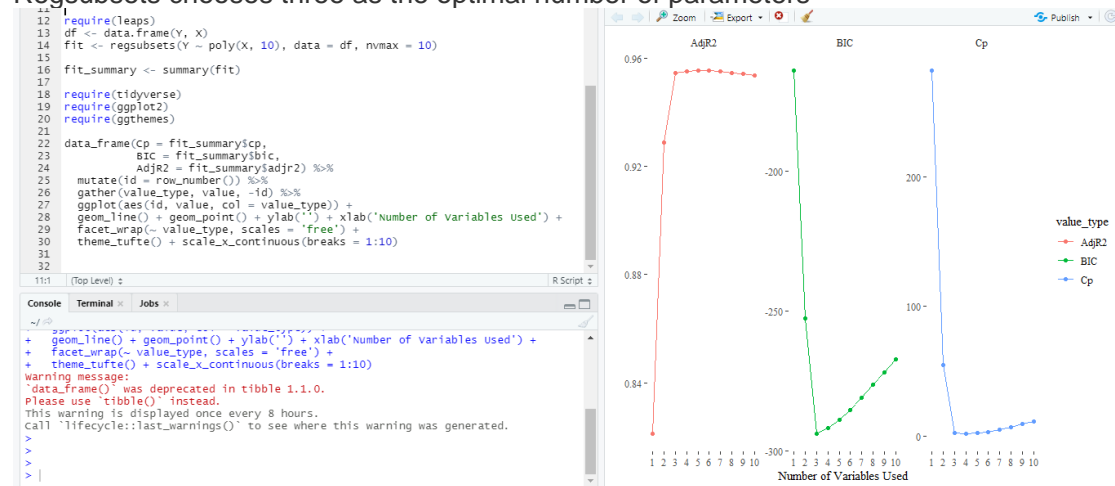 Regsubsets chooses three as the optimal number of parameters
11
12 require(leaps)
13 df <- data.frame(Y, X)
14 fit <- regsubsets(Y ~ poly(X, 10), data = df, nvmax = 10)
15
16 fit_summary <- summary(fit)
17
18 require(tidyverse)
19 require(ggplot2)
20 require(ggthemes)
21
22 data_frame(Cp = fit_summary$cp,
23 BIC = fit_summary$bic,
24 AdjR2 = fit_summary$adjr2) %>%
25 mutate(id = row_number()) %>%
26 gather(value_type, value, -id) %>%
27 ggplot(aes(id, value, col = value_type)) +
28 geom_line() + geom_point() + ylab('') + xlab('Number of Variables Used') +
29 facet_wrap(~ value_type, scales = 'free') +
30 theme_tufte() + scale_x_continuous(breaks = 1:10)
31
32
11:1 (Top Level) R Script
Console Terminal × Jobs ×
~/
+ geom_line() + geom_point() + ylab('') + xlab('Number of Variables Used') +
+ facet_wrap(~ value_type, scales = 'free') +
+ theme_tufte() + scale_x_continuous(breaks = 1:10)
Warning message:
`data_frame()` was deprecated in tibble 1.1.0.
Please use `tibble()` instead.
This warning is displayed once every 8 hours.
Call `lifecycle::last_warnings()` to see where this warning was generated.
>
>
>
Zoom Export Publish
AdjR2 BIC Cp
0.96
0.92
0.88
0.84
-200
-250
-300
200
100
0
1 2 3 4 5 6 7 8 9 10 1 2 3 4 5 6 7 8 9 10 1 2 3 4 5 6 7 8 9 10
Number of Variables Used
value_type
AdjR2
BIC
Cp